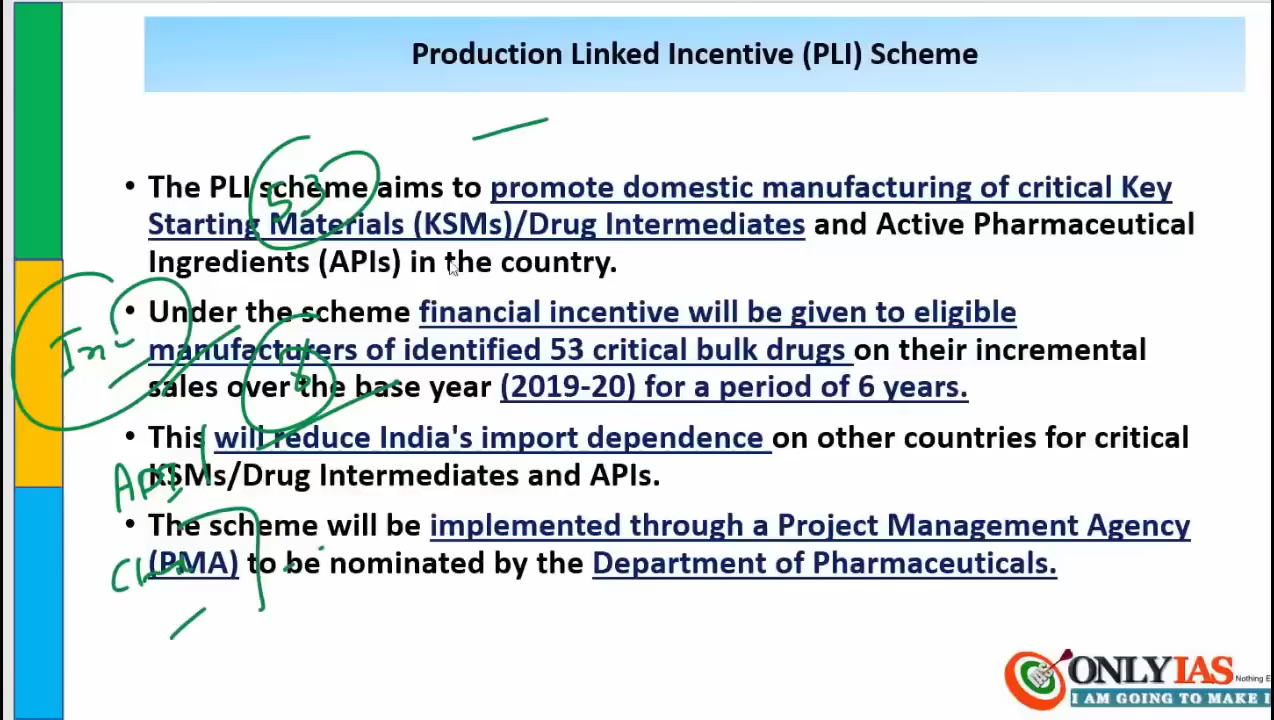 Production Linked Incentive (PLI) Scheme
53
• The PLI scheme aims to promote domestic manufacturing of critical Key
Starting Materials (KSMs)/Drug Intermediates and Active Pharmaceutical
Ingredients (APIs) in the country.
• Under the scheme financial incentive will be given to eligible
manufacturers of identified 53 critical bulk drugs on their incremental
sales over the base year (2019-20) for a period of 6 years.
6
• This will reduce India's import dependence on other countries for critical
KSMs/Drug Intermediates and APIs.
API
• The scheme will be implemented through a Project Management Agency
(PMA) to be nominated by the Department of Pharmaceuticals.
ONLYIAS
Nothing E
I AM GOING TO MAKE I